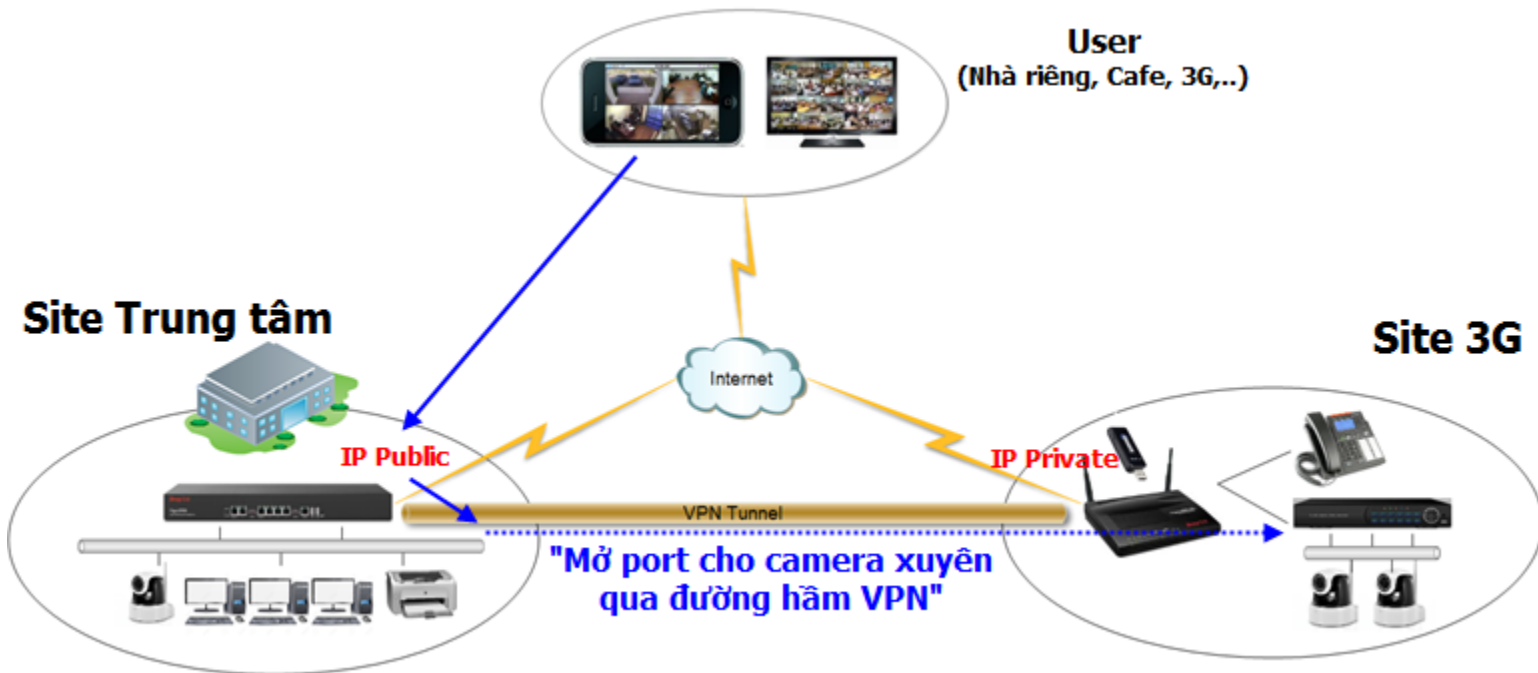 User
(Nhà riêng, Cafe, 3G,..)
Site Trung tâm
Site 3G
Internet
IP Public
IP Private
VPN Tunnel
"Mở port cho camera xuyên
qua đường hầm VPN"